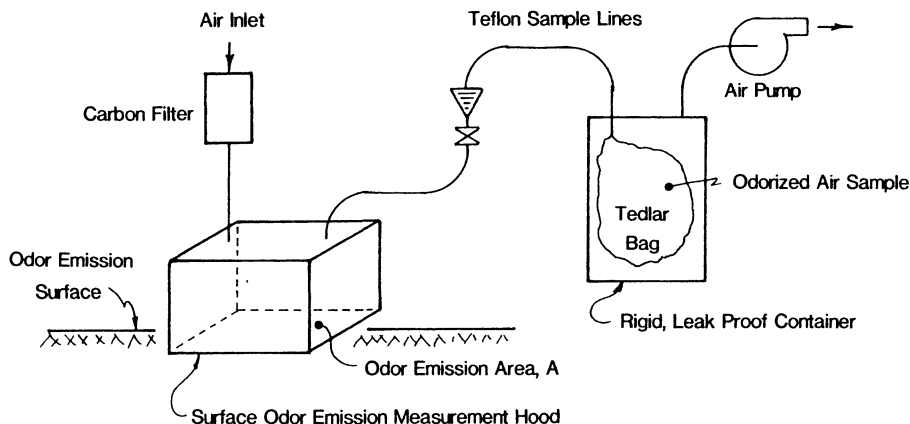 Air Inlet
Teflon Sample Lines
Carbon Filter
Air Pump
Odorized Air Sample
Tedlar
Bag
Odor Emission
Surface
Rigid, Leak Proof Container
Odor Emission Area, A
Surface Odor Emission Measurement Hood